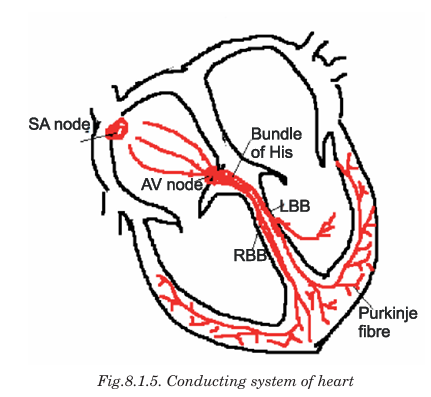 SA node
Bundle
of His
AV node
LBB
RBB
Purkinje
fibre
Fig.8.1.5. Conducting system of heart